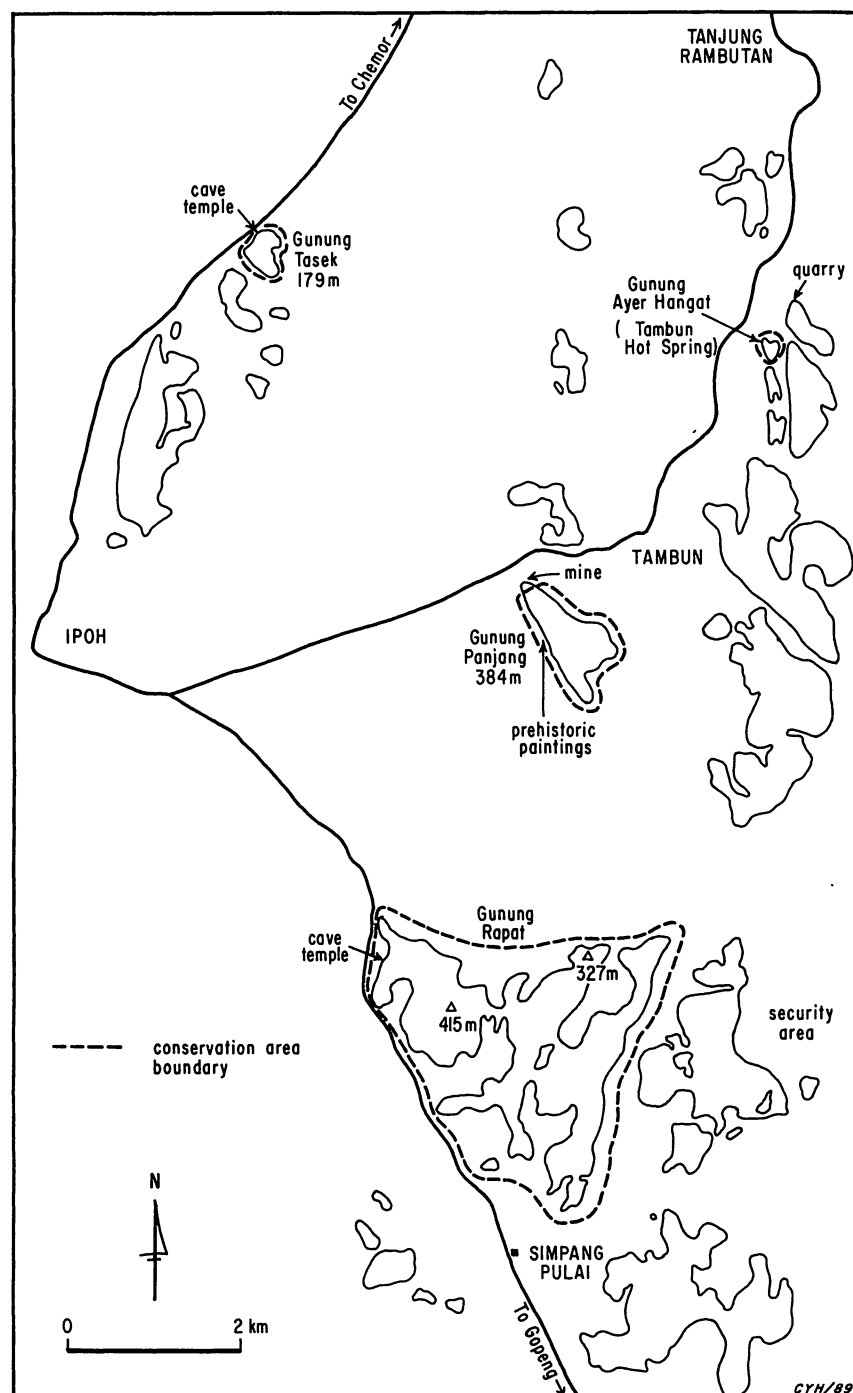 To Chemor
TANJUNG
RAMBUTAN
cave
temple
Gunung
Tasek
179m
quarry
Gunung
Ayer Hangat
( Tambun
Hot Spring)
TAMBUN
mine
IPOH
Gunung
Panjang
384m
prehistoric
paintings
Gunung
Rapat
cave
temple
327m
415m
security
area
conservation area
boundary
N
SIMPANG
PULAI
0 2 km
To Gopeng
CYH/89